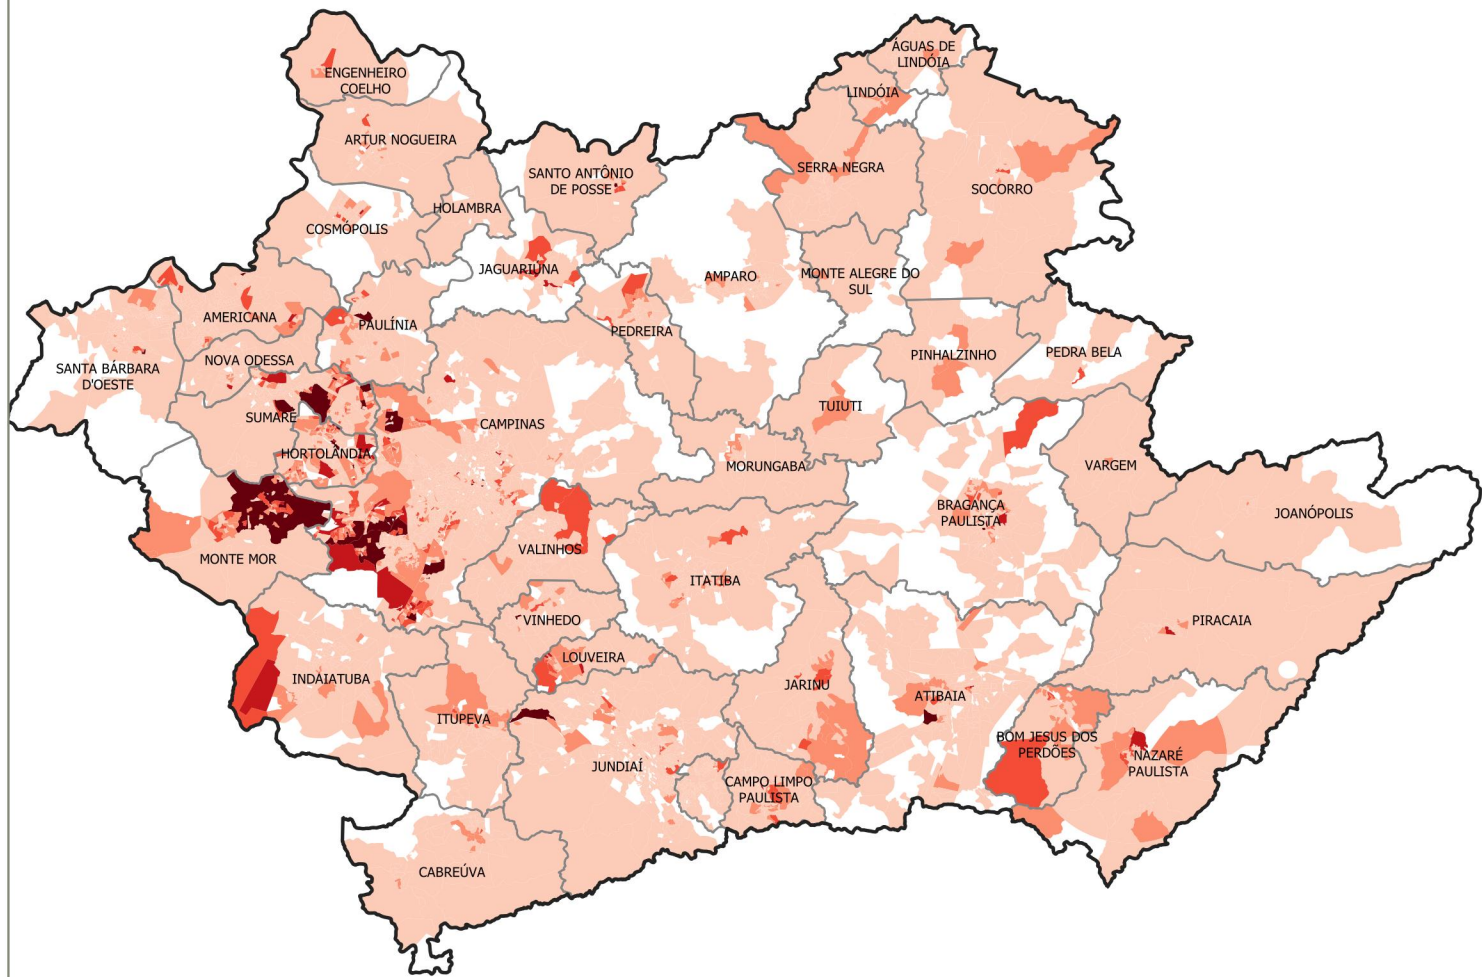 ÁGUAS DE
LINDÓIA
ENGENHEIRO
COELHO
LINDÓIA
ARTUR NOGUEIRA
SANTO ANTÔNIO
DE POSSE
SERRA NEGRA
SOCORRO
HOLAMBRA
COSMÓPOLIS
JAGUARIÚNA
AMPARO
MONTE ALEGRE DO
SUL
AMERICANA
PAULÍNIA
PEDREIRA
NOVA ODESSA
PINHALZINHO
PEDRA BELA
SANTA BÁRBARA
D'OESTE
TUIUTI
SUMARÉ
CAMPINAS
HORTOLÂNDIA
MORUNGABA
VARGEM
BRAGANÇA
PAULISTA
JOANÓPOLIS
MONTE MOR
VALINHOS
ITATIBA
VINHEDO
PIRACAIA
LOUVEIRA
INDAIATUBA
JARINU
ATIBAIA
ITUPEVA
BOM JESUS DOS
PERDÕES
NAZARÉ
PAULISTA
JUNDIAÍ
CAMPO LIMPO
PAULISTA
CABREÚVA